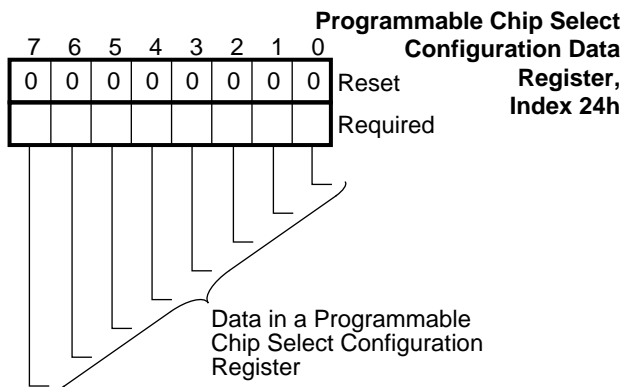 Programmable Chip Select
Configuration Data
Register,
Index 24h
7 6 5 4 3 2 1 0
0 0 0 0 0 0 0 0 Reset
Required
Data in a Programmable
Chip Select Configuration
Register